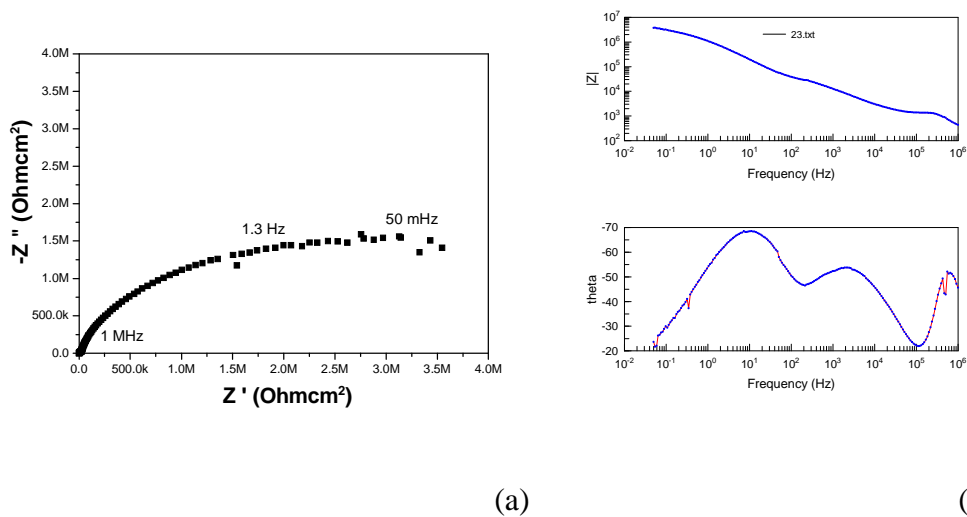 4.0M
3.5M
3.0M
2.5M
2.0M
1.5M
1.0M
500.0k
0.0
-Z '' (Ohmcm²)
1.3 Hz
50 mHz
1 MHz
0.0 500.0k 1.0M 1.5M 2.0M 2.5M 3.0M 3.5M 4.0M
Z ' (Ohmcm²)
(a)
10⁷
10⁶
10⁵
10⁴
10³
10²
|Z|
23.txt
10⁻² 10⁻¹ 10⁰ 10¹ 10² 10³ 10⁴ 10⁵ 10⁶
Frequency (Hz)
-70
-60
-50
-40
-30
-20
theta
10⁻² 10⁻¹ 10⁰ 10¹ 10² 10³ 10⁴ 10⁵ 10⁶
Frequency (Hz)
(